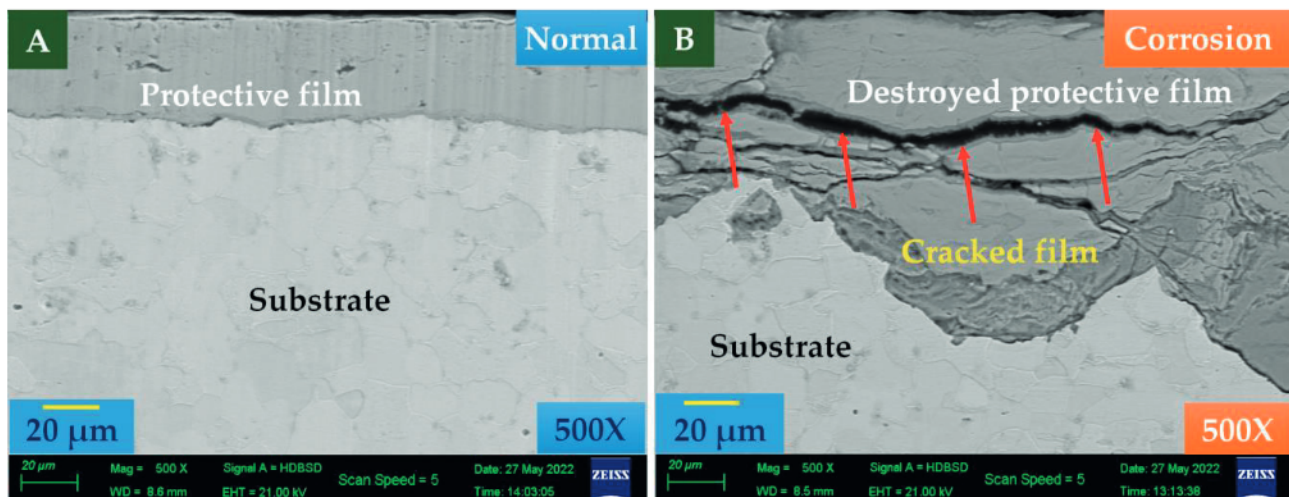 A
Normal
Protective film
Substrate
20 μm
500X
20 μm
Mag = 500 X
WD = 8.6 mm
Signal A = HDBSD
EHT = 21.00 kV
Scan Speed = 5
Date: 27 May 2022
Time: 14:03:05
ZEISS
B
Corrosion
Destroyed protective film
Cracked film
Substrate
20 μm
500X
20 μm
Mag = 500 X
WD = 8.5 mm
Signal A = HDBSD
EHT = 21.00 kV
Scan Speed = 5
Date: 27 May 2022
Time: 13:13:38
ZEISS